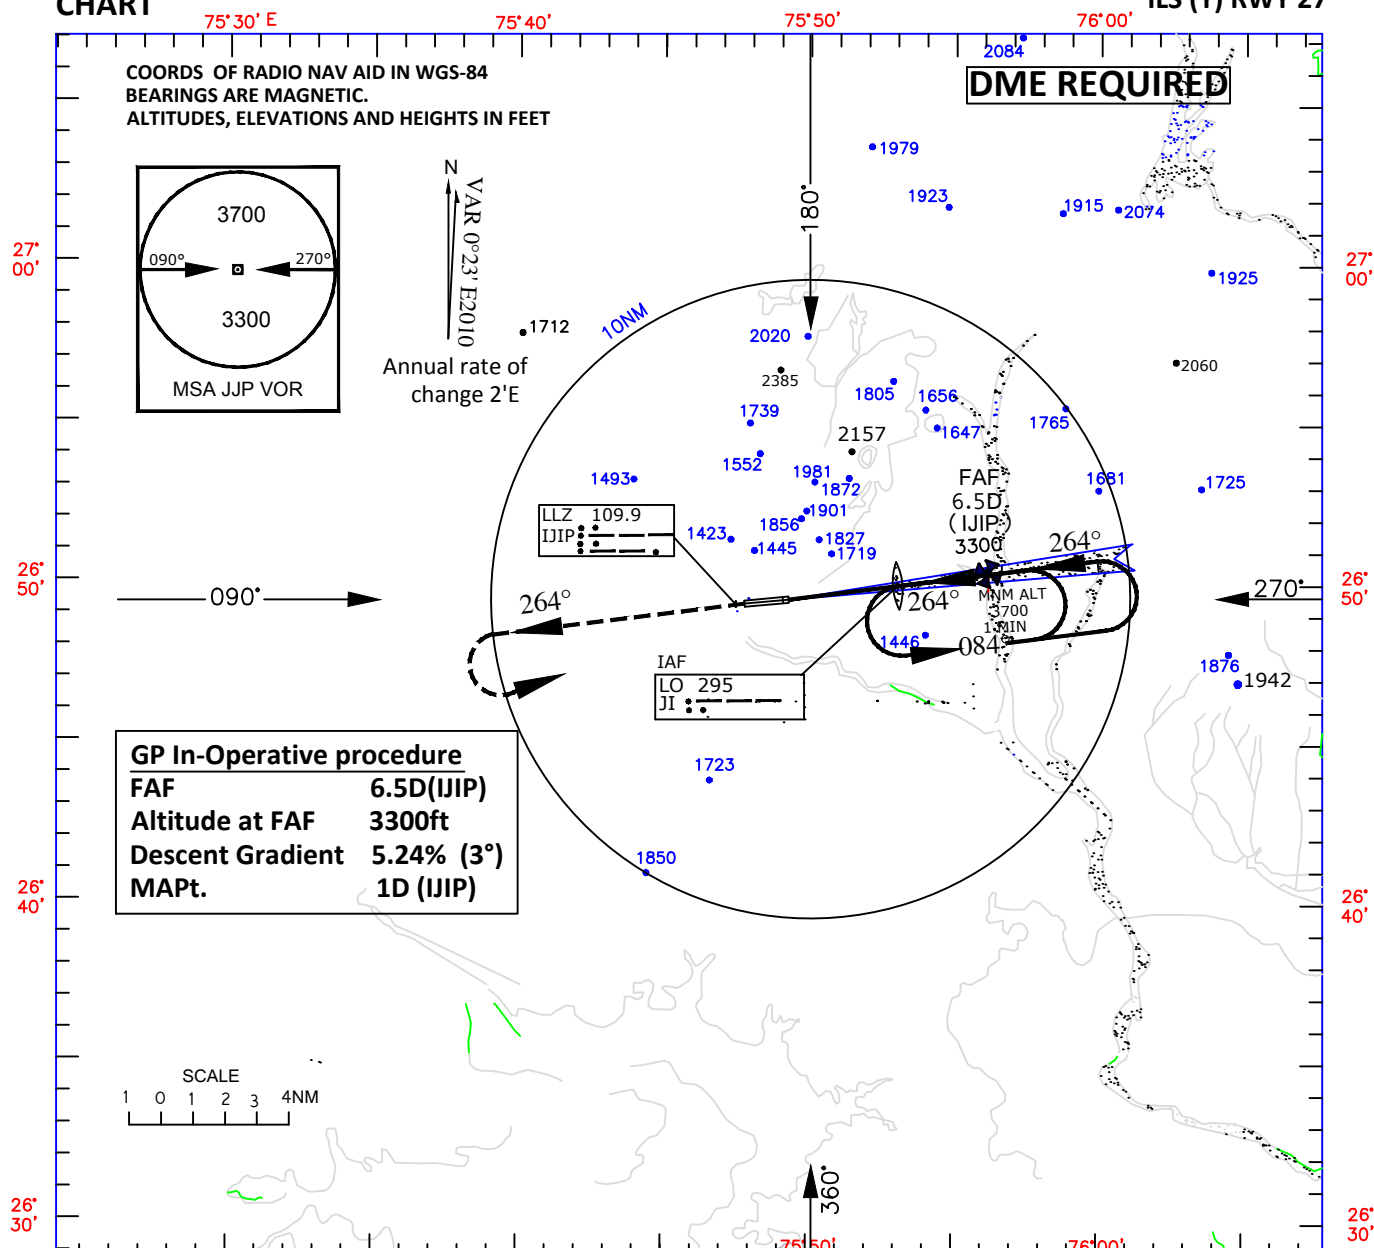 CHART
ILS (Y) RWY 27
75°30' E
75°40'
75°50'
76°00'
COORDS OF RADIO NAV AID IN WGS-84
BEARINGS ARE MAGNETIC.
ALTITUDES, ELEVATIONS AND HEIGHTS IN FEET
DME REQUIRED
2084
1979
1923
1915
2074
1925
180°
N
VAR 0°23' E2010
Annual rate of
change 2'E
3700
090°
270°
3300
MSA JJP VOR
27°
00'
27°
00'
1712
10NM
2020
2385
2060
1805
1656
1739
1647
1765
2157
1552
1493
1981
1872
1681
1725
FAF
6.5D
(IJIP)
3300
1901
1856
LLZ 109.9
IJIP
1423
1445
1827
1719
264°
26°
50'
26°
50'
090°
270°
264°
264°
MNM ALT
3700
1 MIN
084°
1446
IAF
LO 295
JI
1876
1942
GP In-Operative procedure
FAF 6.5D(IJIP)
Altitude at FAF 3300ft
Descent Gradient 5.24% (3°)
MAPt. 1D (IJIP)
1723
1850
26°
40'
26°
40'
SCALE
1 0 1 2 3 4NM
360°
26°
30'
26°
30'
75°50'
76°00'